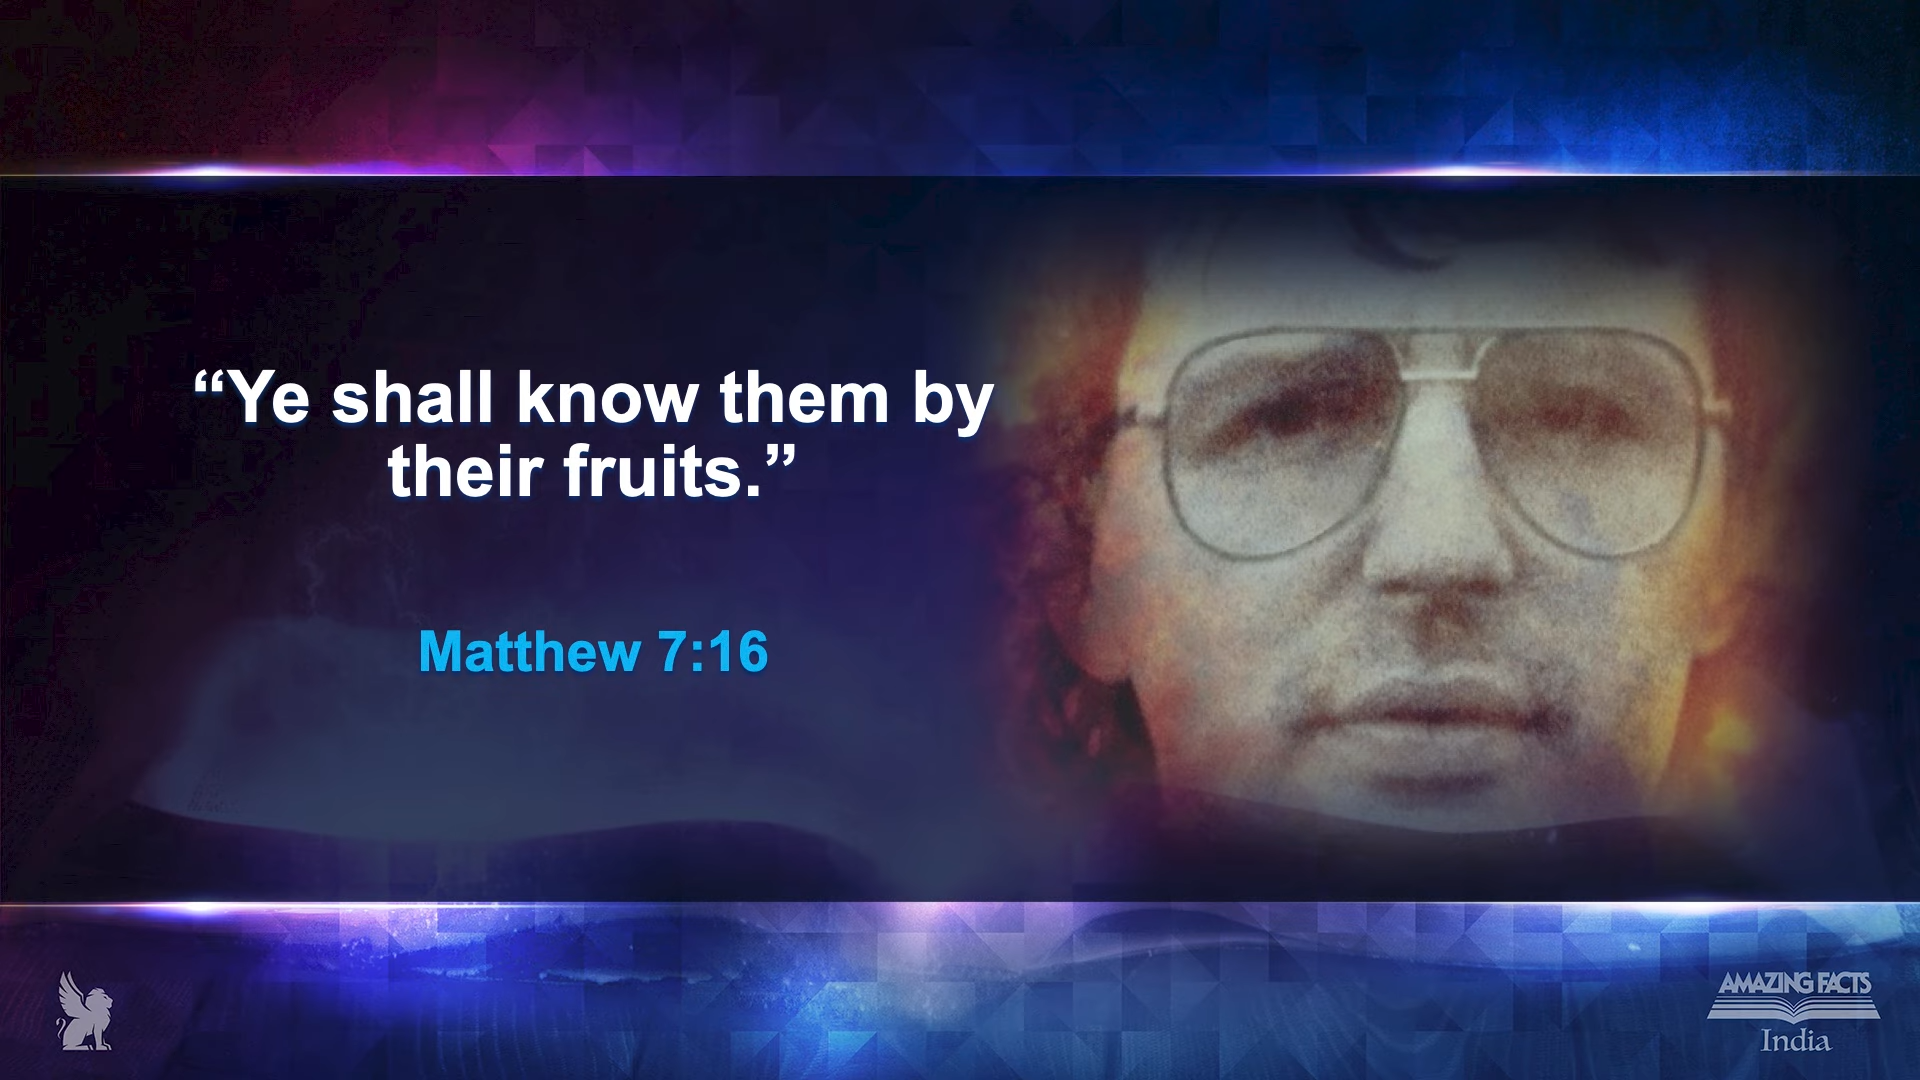 “Ye shall know them by
their fruits.”
Matthew 7:16
AMAZING FACTS
India